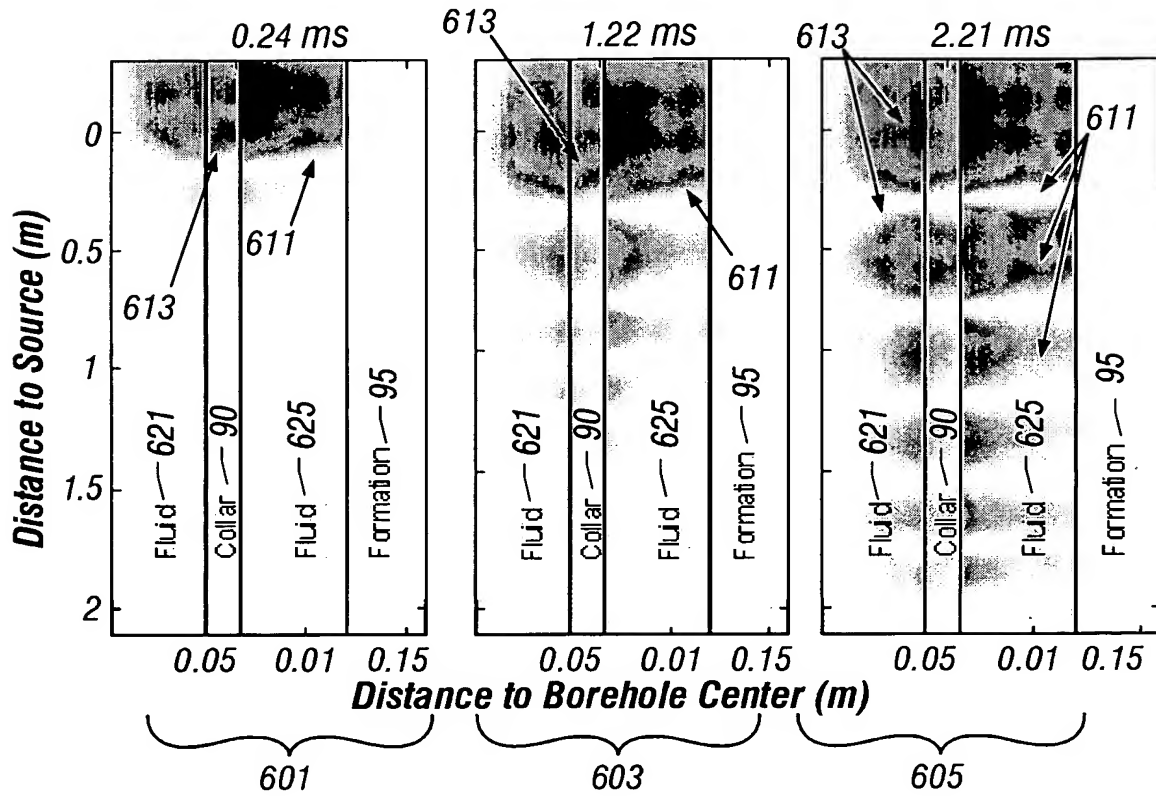 613
0.24 ms
1.22 ms
613
2.21 ms
611
0
0.5
1
1.5
2
Distance to Source (m)
613
611
611
Fluid 621
Collar 90
Fluid 625
Formation 95
Fluid 621
Collar 90
Fluid 625
Formation 95
Fluid 621
Collar 90
Fluid 625
Formation 95
0.05 0.01 0.15
0.05 0.01 0.15
0.05 0.01 0.15
Distance to Borehole Center (m)
601
603
605